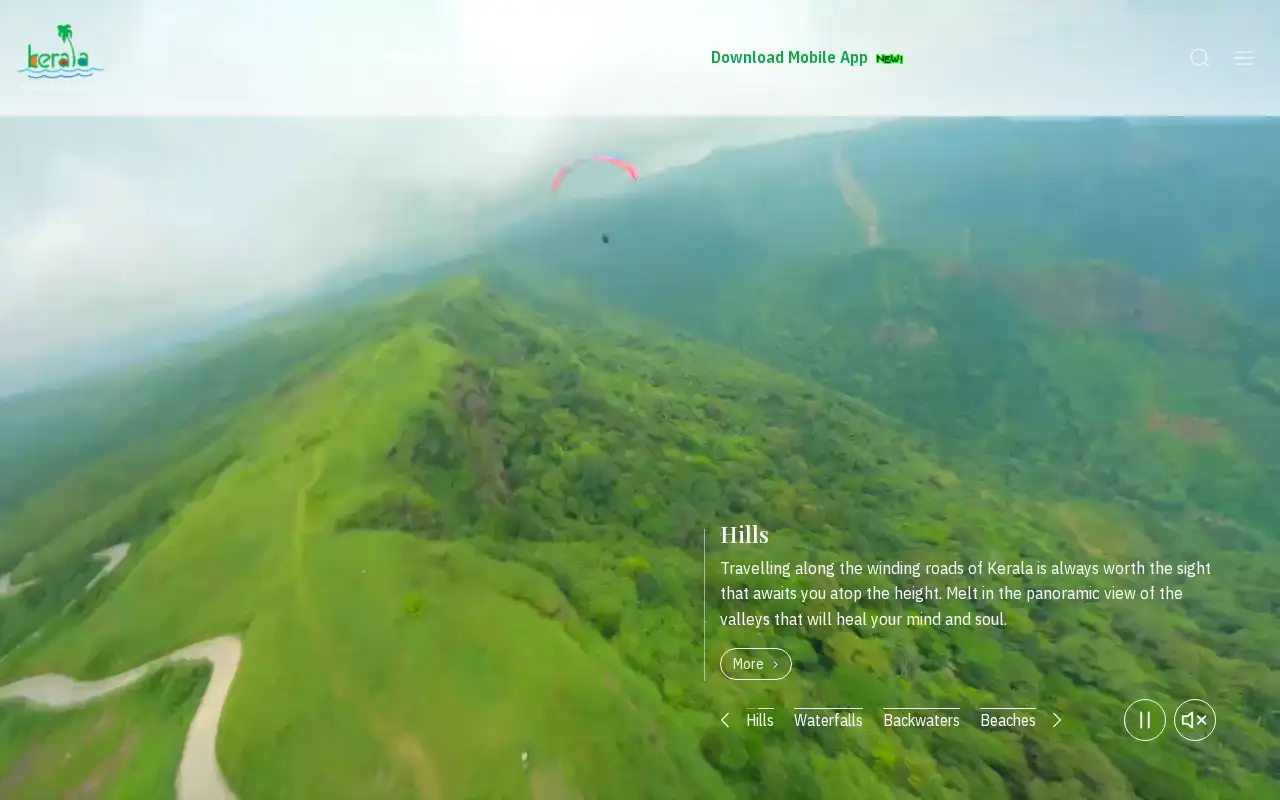 kerala
Download Mobile App NEW!
Hills
Travelling along the winding roads of Kerala is always worth the sight
that awaits you atop the height. Melt in the panoramic view of the
valleys that will heal your mind and soul.
More
Hills Waterfalls Backwaters Beaches